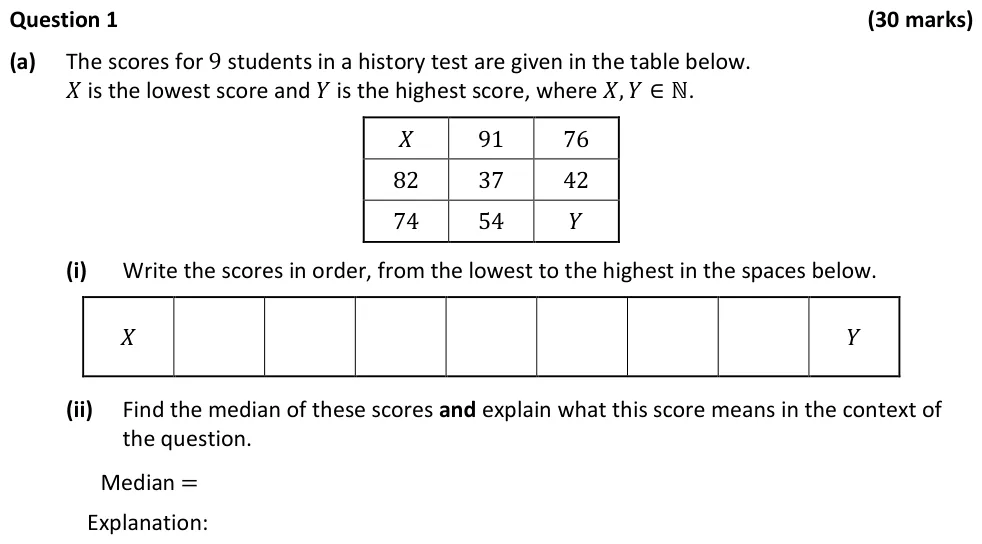 Question 1 (30 marks)
(a) The scores for 9 students in a history test are given in the table below.
X is the lowest score and Y is the highest score, where X, Y ∈ ℕ.
X 91 76
82 37 42
74 54 Y
(i) Write the scores in order, from the lowest to the highest in the spaces below.
X Y
(ii) Find the median of these scores and explain what this score means in the context of
the question.
Median =
Explanation: